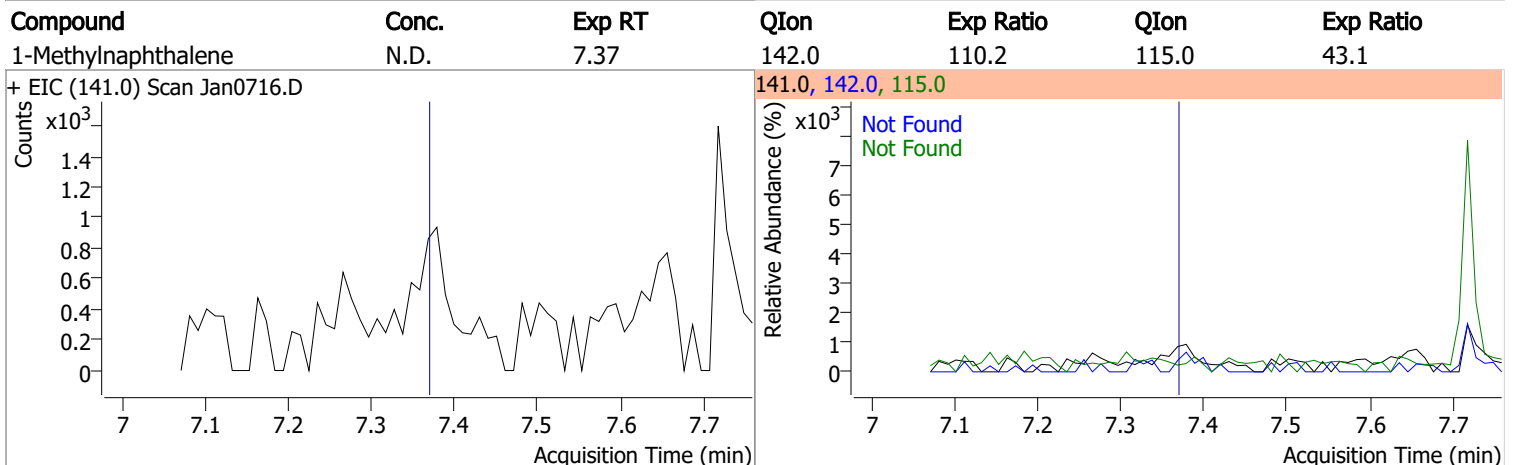 Compound Conc. Exp RT QIon Exp Ratio QIon Exp Ratio
1-Methylnaphthalene N.D. 7.37 142.0 110.2 115.0 43.1
+ EIC (141.0) Scan Jan0716.D
Counts
x10³
1.4
1.2
1
0.8
0.6
0.4
0.2
0
7 7.1 7.2 7.3 7.4 7.5 7.6 7.7
Acquisition Time (min)
141.0, 142.0, 115.0
Relative Abundance (%)
x10³
Not Found
Not Found
7
6
5
4
3
2
1
0
7 7.1 7.2 7.3 7.4 7.5 7.6 7.7
Acquisition Time (min)